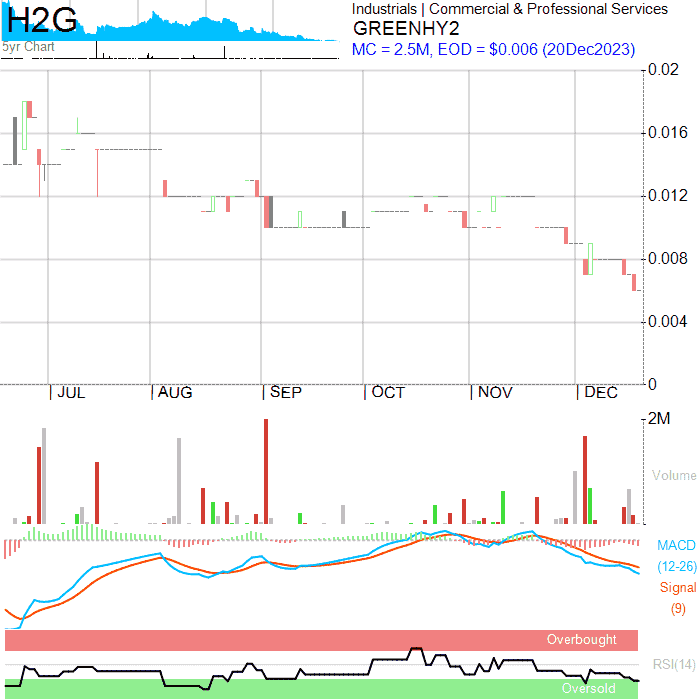 H2G
5yr Chart
Industrials | Commercial & Professional Services
GREENHY2
MC = 2.5M, EOD = $0.006 (20Dec2023)
0.02
0.016
0.012
0.008
0.004
0
JUL AUG SEP OCT NOV DEC
2M
Volume
MACD
(12-26)
Signal
(9)
Overbought
RSI(14)
Oversold